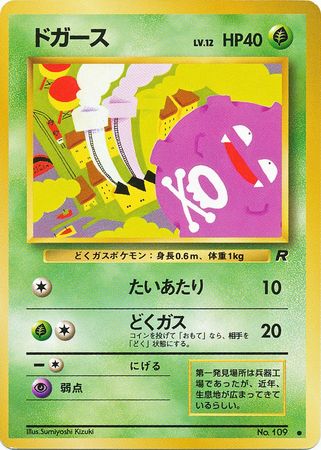 ドガース LV.12 HP40
どくガスポケモン：身長0.6m、体重1kg
R
たいあたり 10
どくガス 20
コインを投げて「おもて」なら、相手を
「どく」状態にする。
にげる
弱点
第一発見場所は兵器工
場であったが、近年、
生息地が広まってきて
いるらしい。
Illus.Sumiyoshi Kizuki No. 109